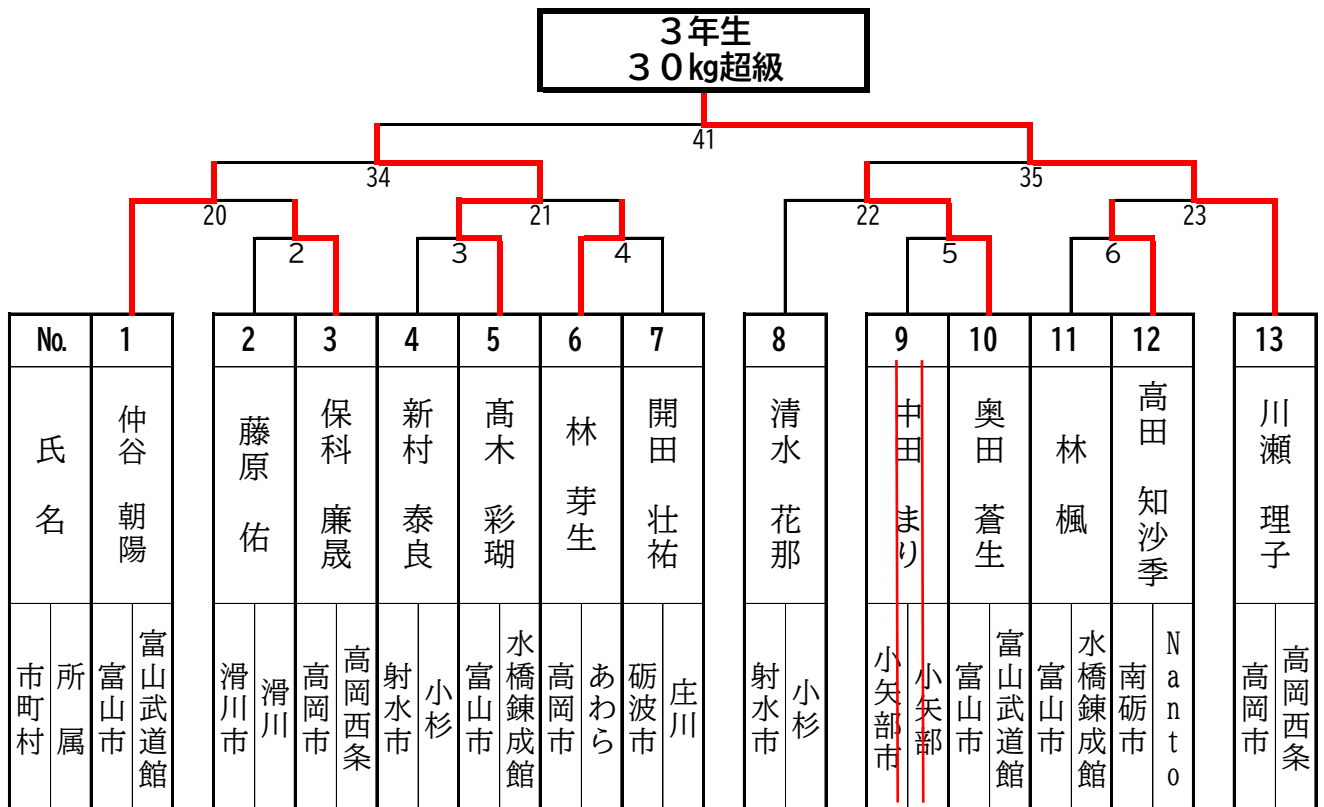 ３年生
３０㎏超級
41
34
35
20
21
22
23
2
3
4
5
6
No.
1
2
3
4
5
6
7
8
9
10
11
12
13
氏名
仲谷 朝陽
藤原 佑
保科 廉晟
新村 泰良
髙木 彩瑚
林 芽生
開田 壮祐
清水 花那
中田 まり
奥田 蒼生
林 楓
高田 知沙季
川瀬 理子
市町村
所属
富山市
富山武道館
滑川市
滑川
高岡市
高岡西条
射水市
小杉
富山市
水橋錬成館
高岡市
あわら
砺波市
庄川
射水市
小杉
小矢部市
小矢部
富山市
富山武道館
富山市
水橋錬成館
南砺市
Nanto
高岡市
高岡西条